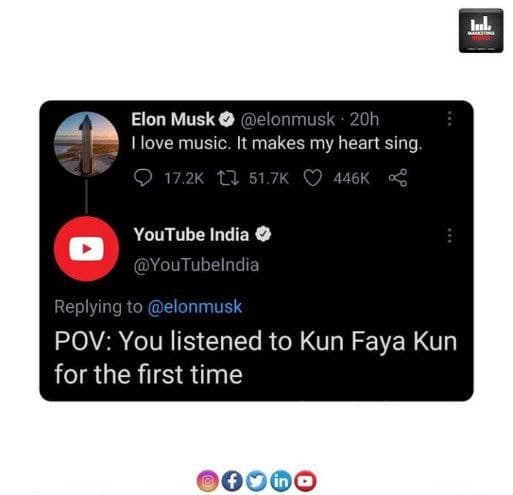 MARKETING
MIND
Elon Musk @elonmusk · 20h
I love music. It makes my heart sing.
17.2K 51.7K 446K
YouTube India
@YouTubeIndia
Replying to @elonmusk
POV: You listened to Kun Faya Kun
for the first time